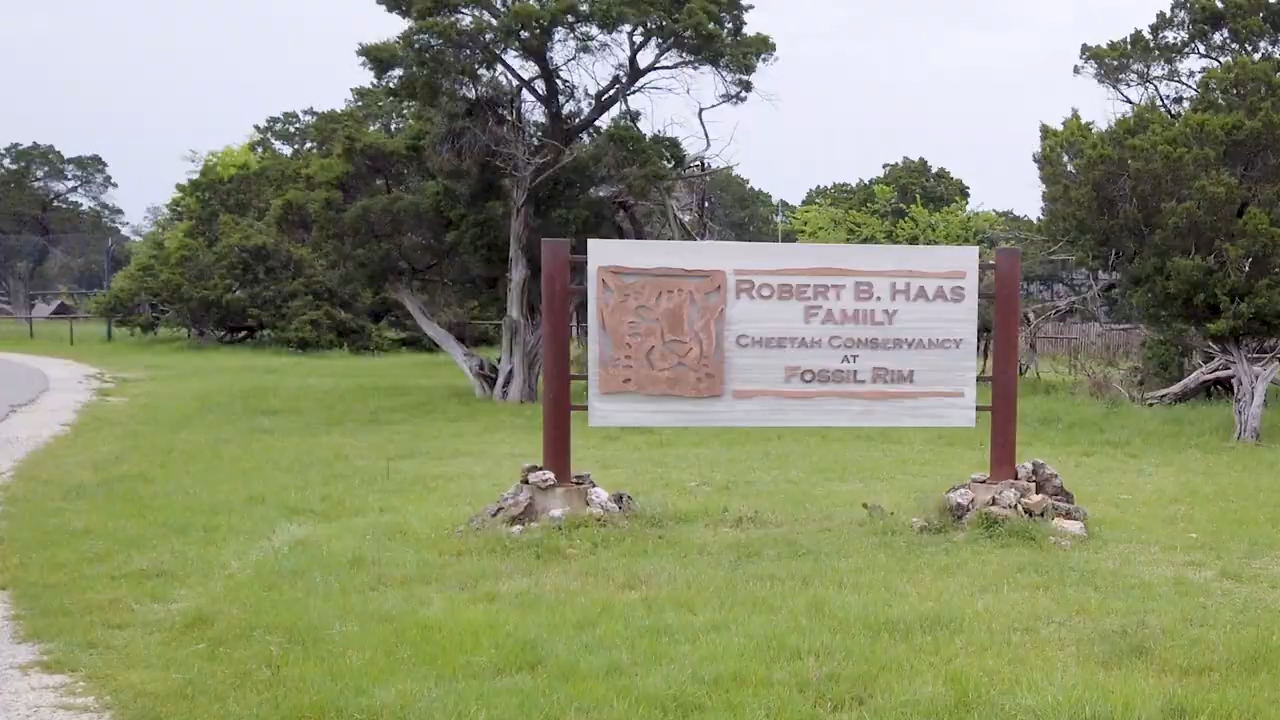 ROBERT B. HAAS
FAMILY
CHEETAH CONSERVANCY
AT
FOSSIL RIM